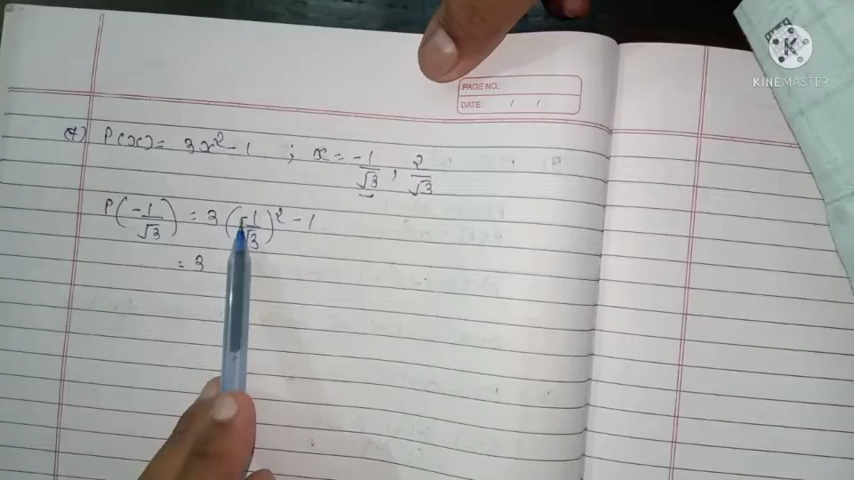 KINEMASTER
PAGE NO.:
DATE: / /
P(x) = 3x² - 1 ; x = -1/√3, 2/√3
P(-1/√3) = 3(-1/√3)² - 1
= 3